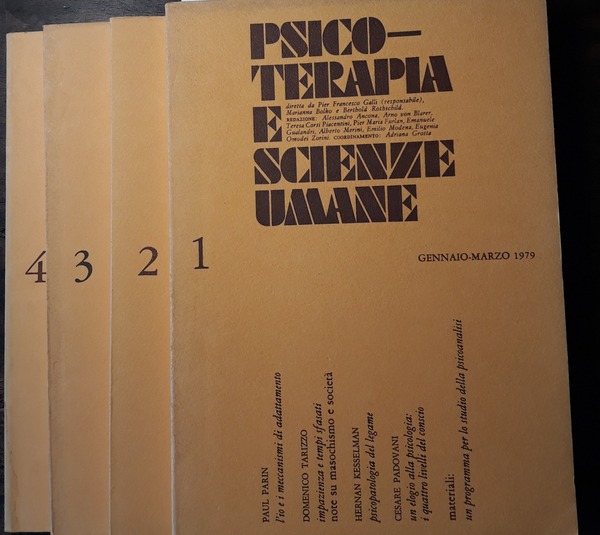 PSICO–
TERAPIA
E
SCIENZE
UMANE
diretta da Pier Francesco Galli (responsabile),
Marianna Bolko e Berthold Rothschild.
REDAZIONE: Alessandro Ancona, Arno von Blarer,
Teresa Corsi Piacentini, Pier Maria Furlan, Emanuele
Gualandri, Alberto Merini, Emilio Modena, Eugenia
Omodei Zorini. COORDINAMENTO: Adriana Grotta
4
3
2
1
GENNAIO-MARZO 1979
PAUL PARIN
l'io e i meccanismi di adattamento
DOMENICO TARIZZO
impazienza e tempi sfasati
note su masochismo e società
HERNAN KESSELMAN
psicopatologia del legame
CESARE PADOVANI
un elogio alla psicologia:
i quattro livelli del conscio
materiali:
un programma per lo studio della psicoanalisi